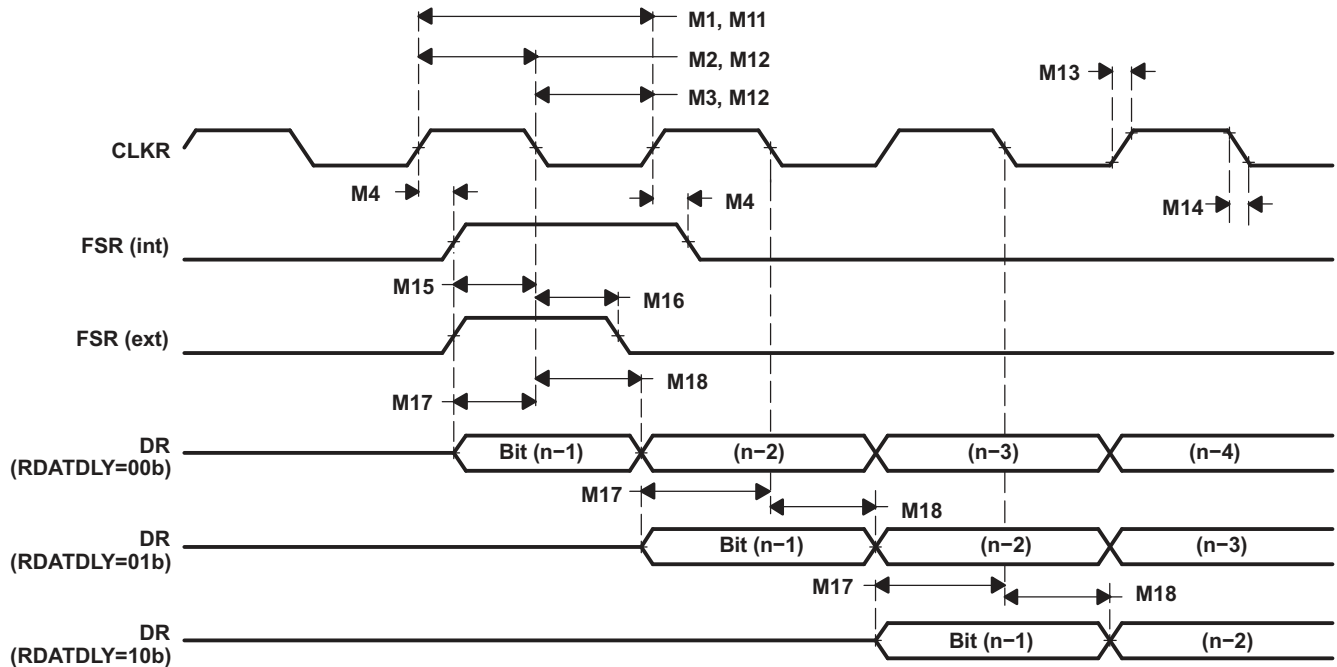 M1, M11
M2, M12
M13
M3, M12
CLKR
M4
M4
M14
FSR (int)
M15
M16
FSR (ext)
M18
M17
DR
(RDATDLY=00b)
Bit (n−1)
(n−2)
(n−3)
(n−4)
M17
M18
DR
(RDATDLY=01b)
Bit (n−1)
(n−2)
(n−3)
M17
M18
DR
(RDATDLY=10b)
Bit (n−1)
(n−2)